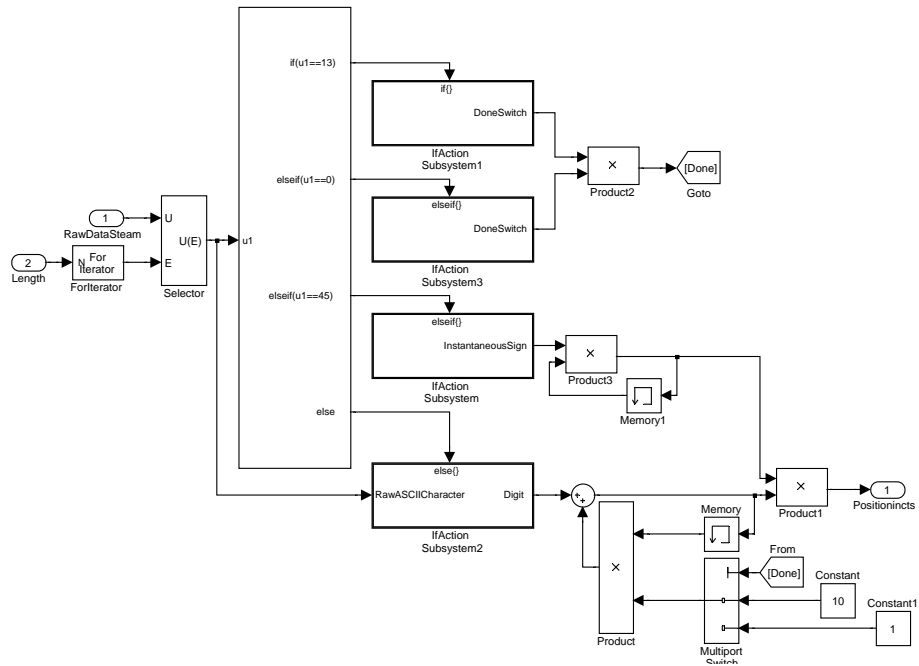 if(u1==13)
if{}
DoneSwitch
IfAction
Subsystem1
×
Product2
[Done]
Goto
elseif(u1==0)
elseif{}
DoneSwitch
IfAction
Subsystem3
1
RawDataSteam
U
U(E)
E
Selector
u1
2
Length
N
For
Iterator
ForIterator
elseif(u1==45)
elseif{}
InstantaneousSign
IfAction
Subsystem
×
Product3
Memory1
else
else{}
RawASCIICharacter
Digit
IfAction
Subsystem2
+
+
×
Product
Memory
×
Product1
1
Positionincts
From
[Done]
Constant
10
Constant1
1
Multiport
Switch